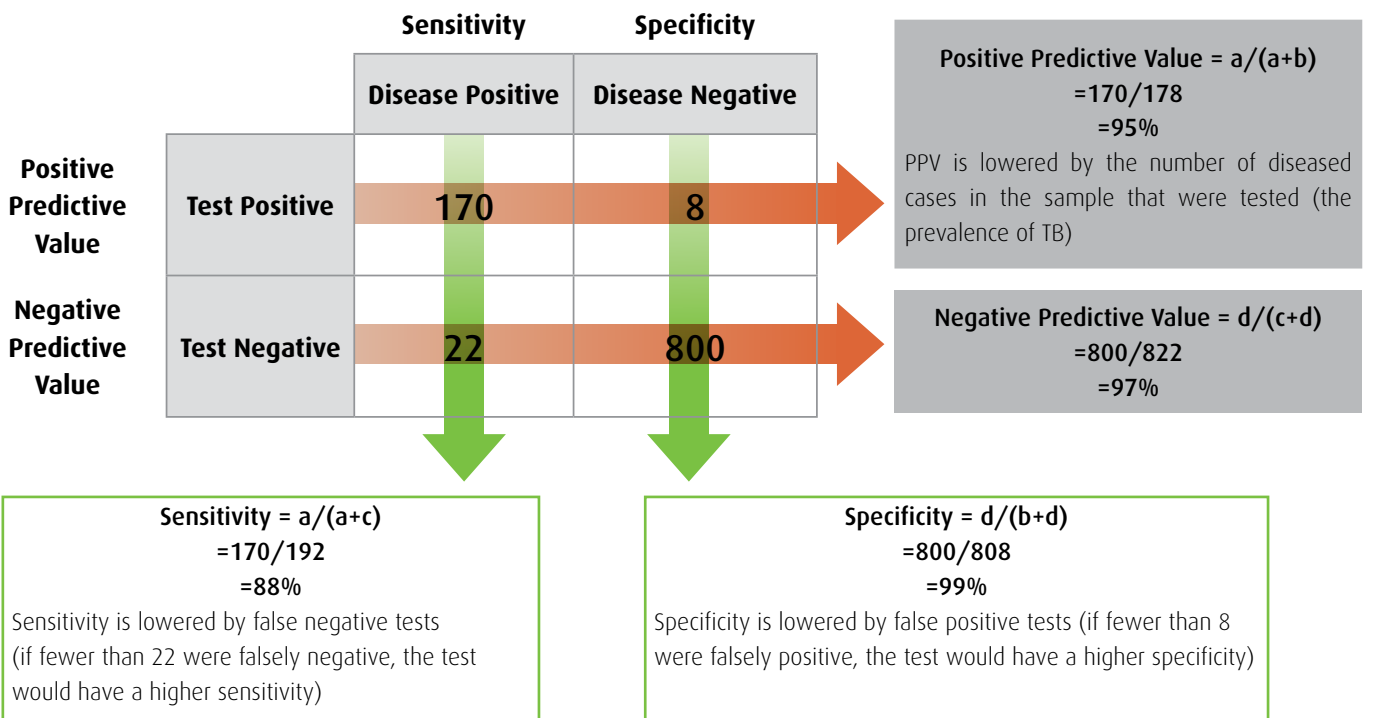 Sensitivity
Specificity
Disease Positive
Disease Negative
Positive
Predictive
Value
Test Positive
170
8
Positive Predictive Value = a/(a+b)
=170/178
=95%
PPV is lowered by the number of diseased
cases in the sample that were tested (the
prevalence of TB)
Negative
Predictive
Value
Test Negative
22
800
Negative Predictive Value = d/(c+d)
=800/822
=97%
Sensitivity = a/(a+c)
=170/192
=88%
Sensitivity is lowered by false negative tests
(if fewer than 22 were falsely negative, the test
would have a higher sensitivity)
Specificity = d/(b+d)
=800/808
=99%
Specificity is lowered by false positive tests (if fewer than 8
were falsely positive, the test would have a higher specificity)